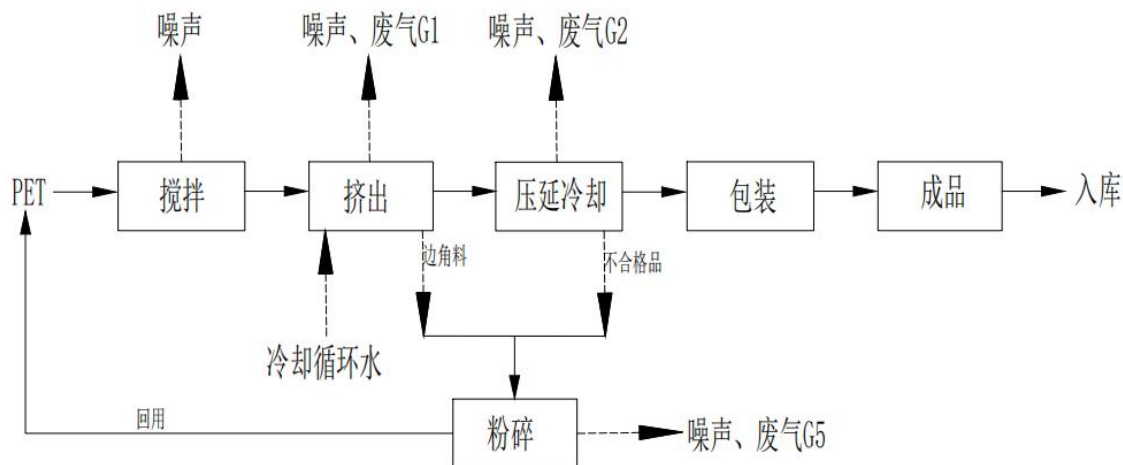 噪声
噪声、废气G1
噪声、废气G2
PET
搅拌
挤出
压延冷却
包装
成品
入库
边角料
不合格品
冷却循环水
回用
粉碎
噪声、废气G5